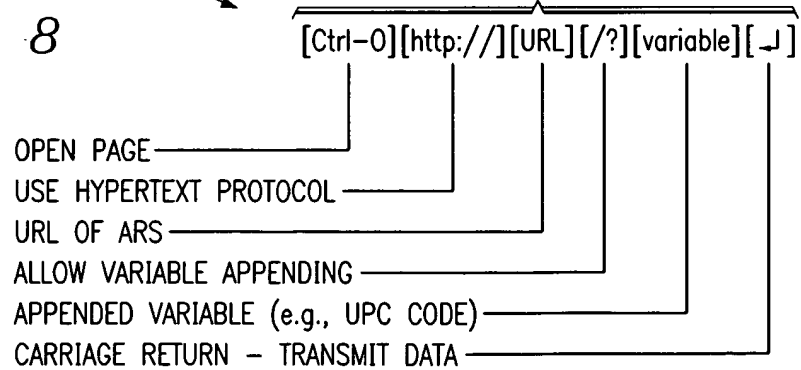 8
[Ctrl-O][http://][URL][/?][variable][↵]
OPEN PAGE
USE HYPERTEXT PROTOCOL
URL OF ARS
ALLOW VARIABLE APPENDING
APPENDED VARIABLE (e.g., UPC CODE)
CARRIAGE RETURN - TRANSMIT DATA